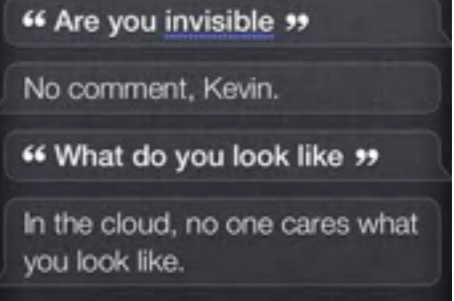 “ Are you invisible ”
No comment, Kevin.
“ What do you look like ”
In the cloud, no one cares what
you look like.